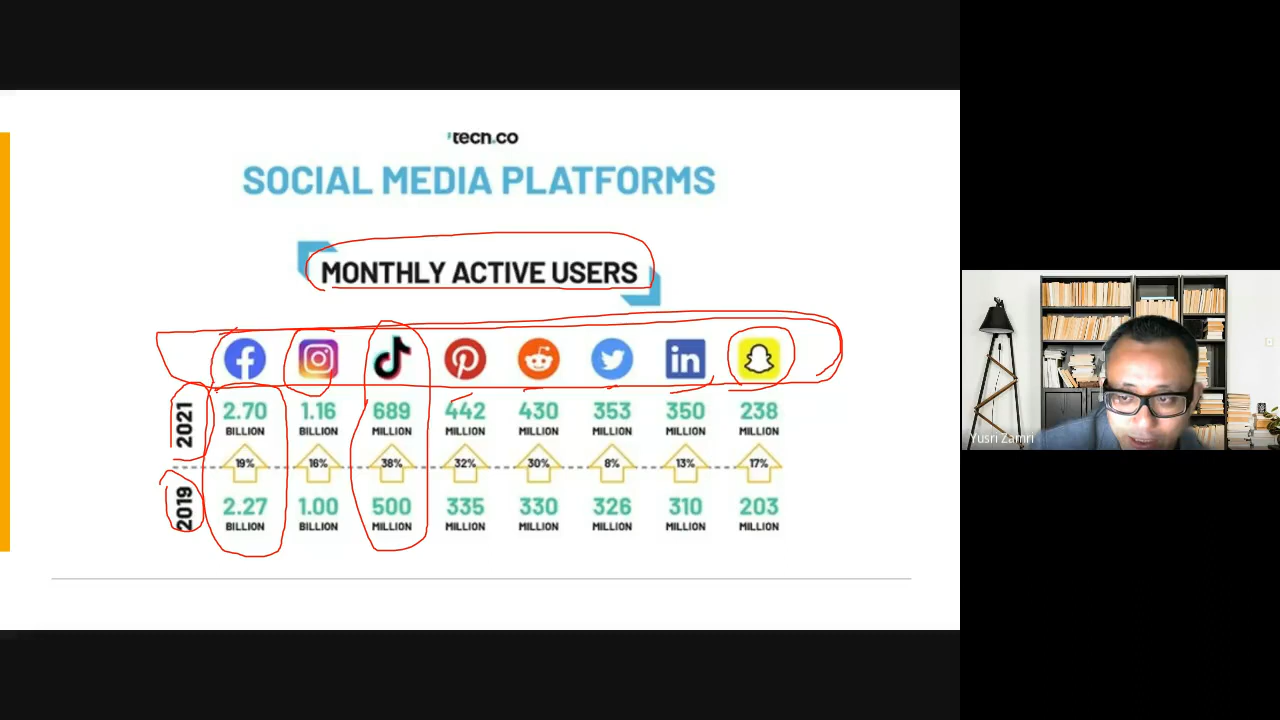 tech.co
SOCIAL MEDIA PLATFORMS
MONTHLY ACTIVE USERS
2021
2.70 1.16 689 442 430 353 350 238
BILLION BILLION MILLION MILLION MILLION MILLION MILLION MILLION
19% 16% 38% 32% 30% 8% 13% 17%
2019
2.27 1.00 500 335 330 326 310 203
BILLION BILLION MILLION MILLION MILLION MILLION MILLION MILLION
Yusri Zamri